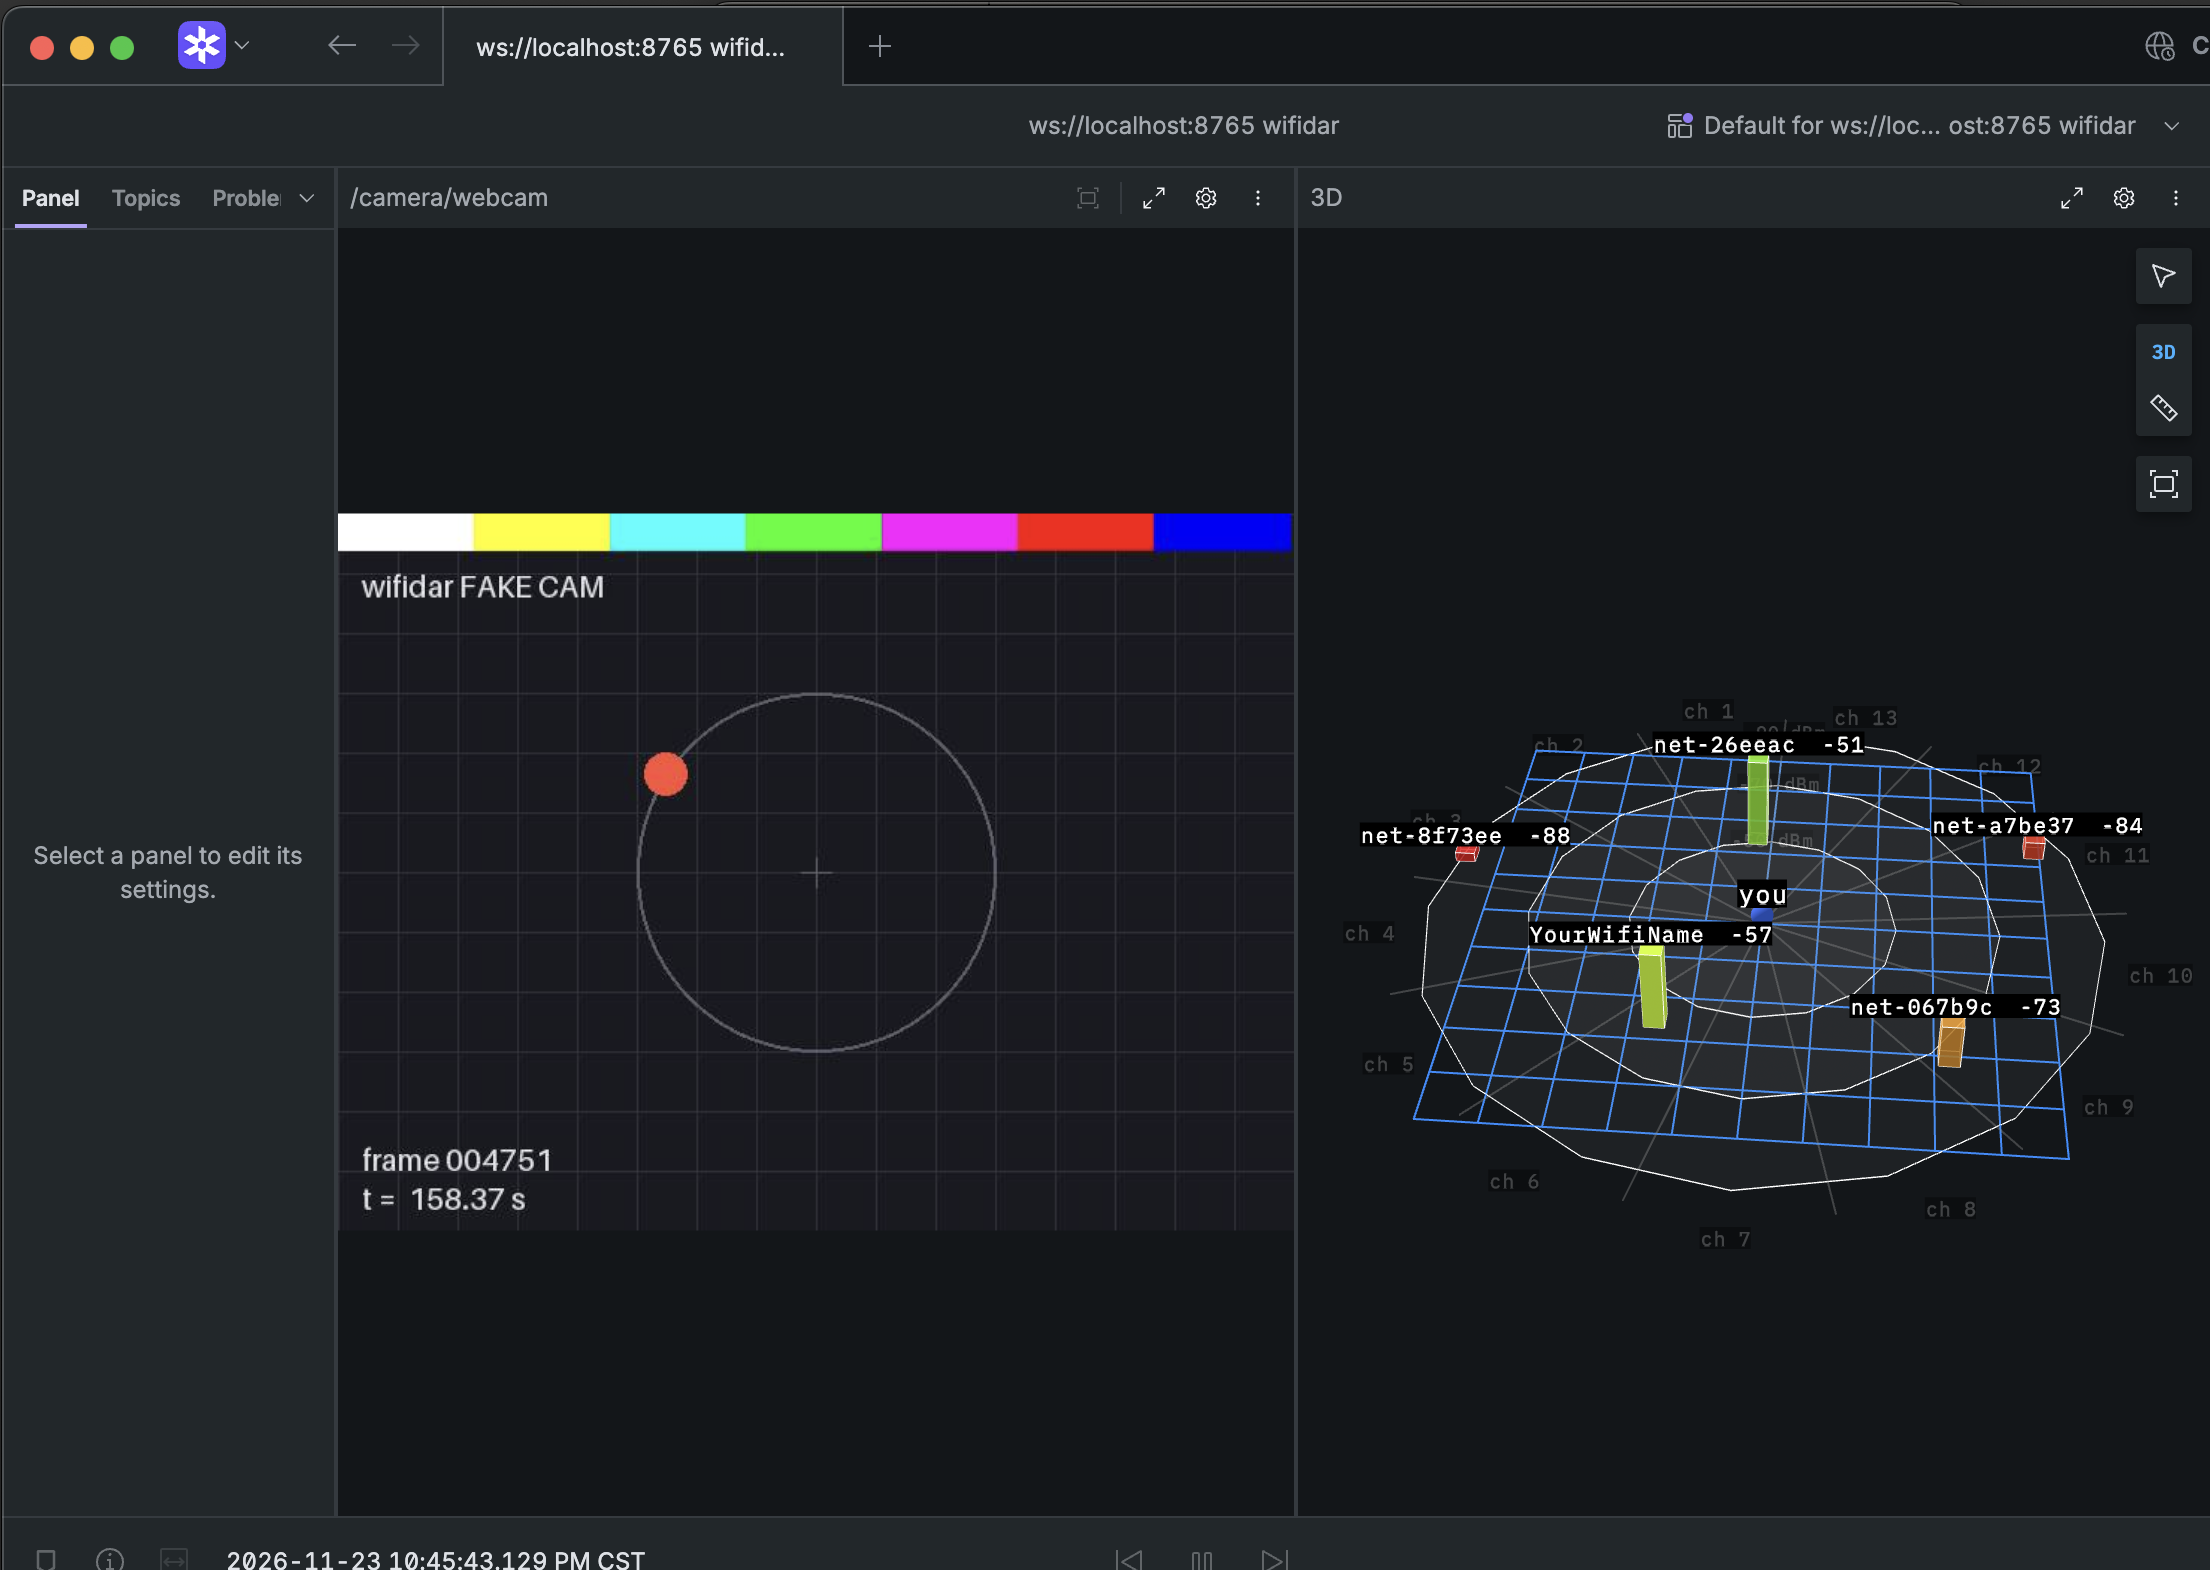 ws://localhost:8765 wifid...
C
ws://localhost:8765 wifidar
Default for ws://loc... ost:8765 wifidar
Panel
Topics
Proble
/camera/webcam
3D
3D
wifidar FAKE CAM
frame 004751
t = 158.37 s
Select a panel to edit its
settings.
ch 1
ch 13
ch 2
net-26eeac -51
ch 12
dBm
ch 3
net-8f73ee -88
net-a7be37 -84
dBm
ch 11
you
ch 4
YourWifiName -57
ch 10
net-067b9c -73
ch 5
ch 9
ch 6
ch 8
ch 7
2026-11-23 10:45:43.129 PM CST